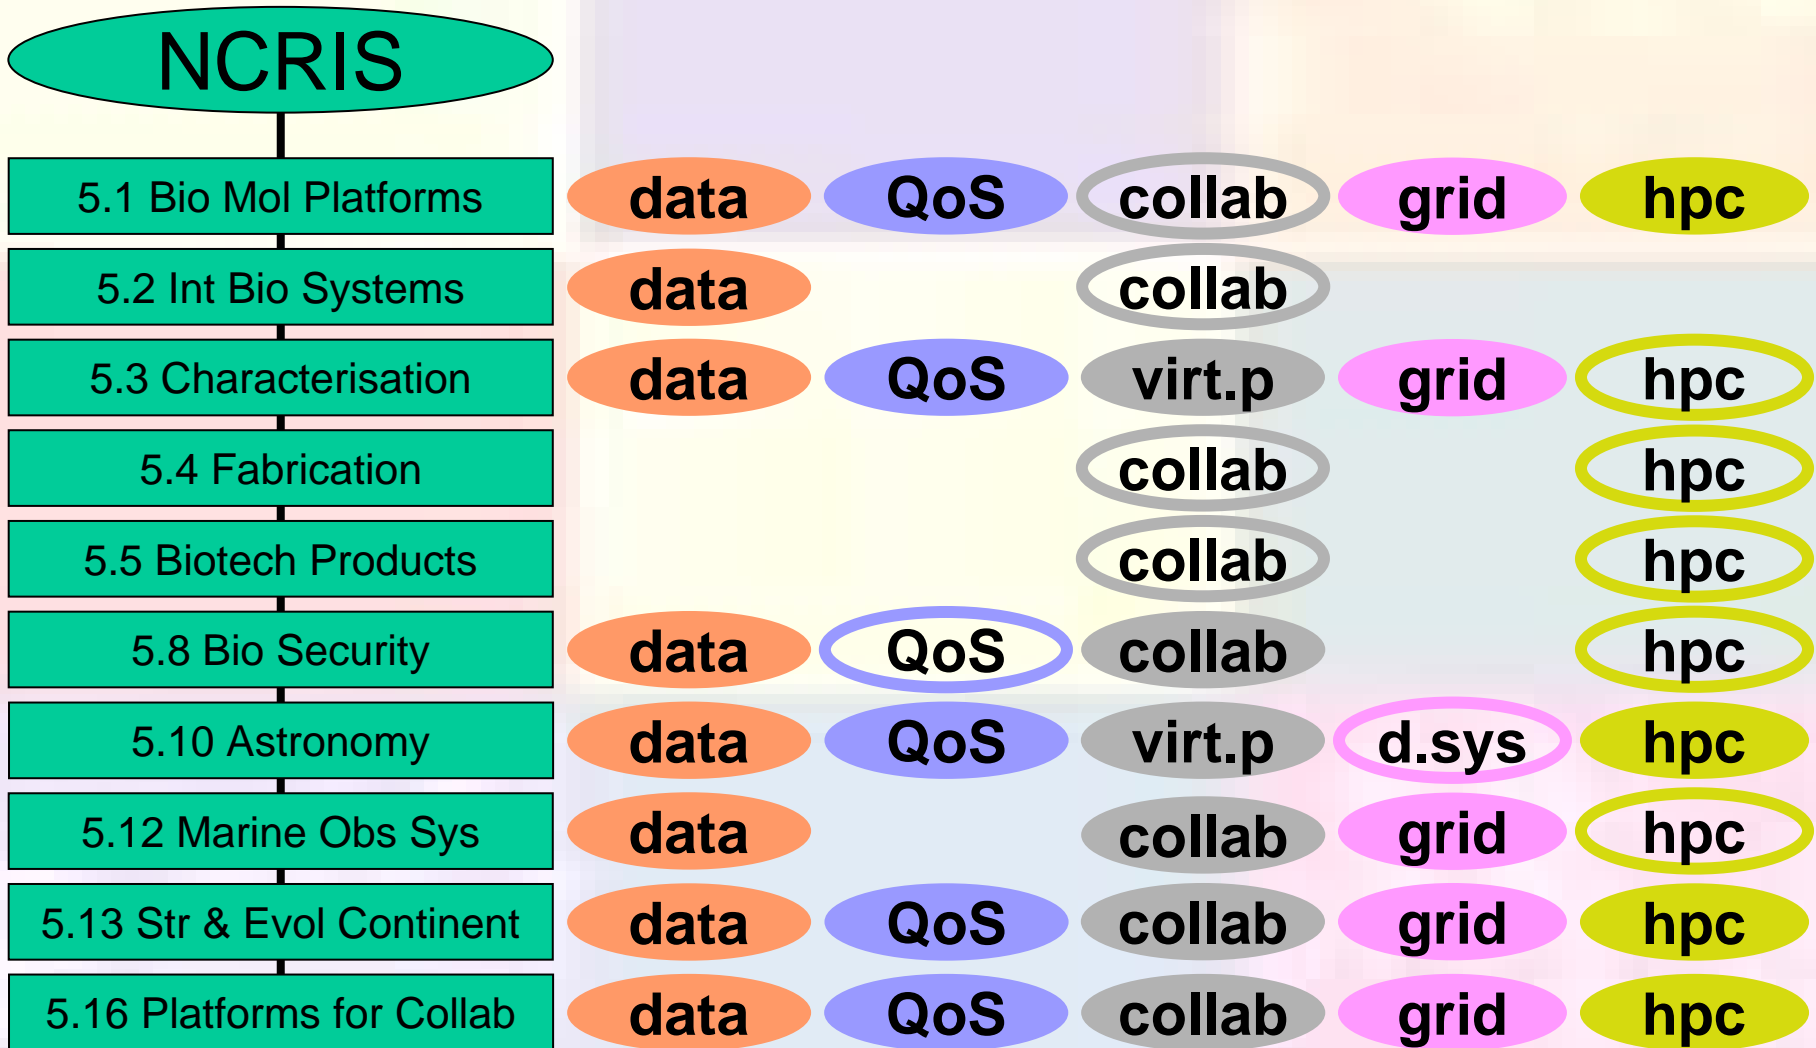 NCRIS
5.1 Bio Mol Platforms data QoS collab grid hpc
5.2 Int Bio Systems data collab
5.3 Characterisation data QoS virt.p grid hpc
5.4 Fabrication collab hpc
5.5 Biotech Products collab hpc
5.8 Bio Security data QoS collab hpc
5.10 Astronomy data QoS virt.p d.sys hpc
5.12 Marine Obs Sys data collab grid hpc
5.13 Str & Evol Continent data QoS collab grid hpc
5.16 Platforms for Collab data QoS collab grid hpc